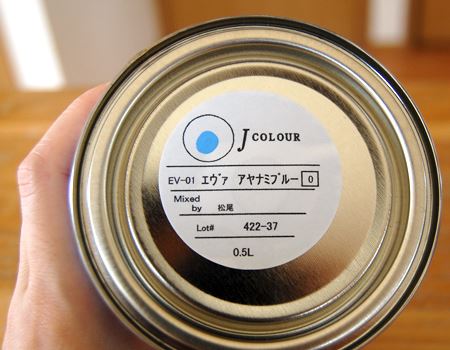 J COLOUR
EV-01 エヴァ アヤナミブルー 0
Mixed
by 松尾
Lot# 422-37
0.5L